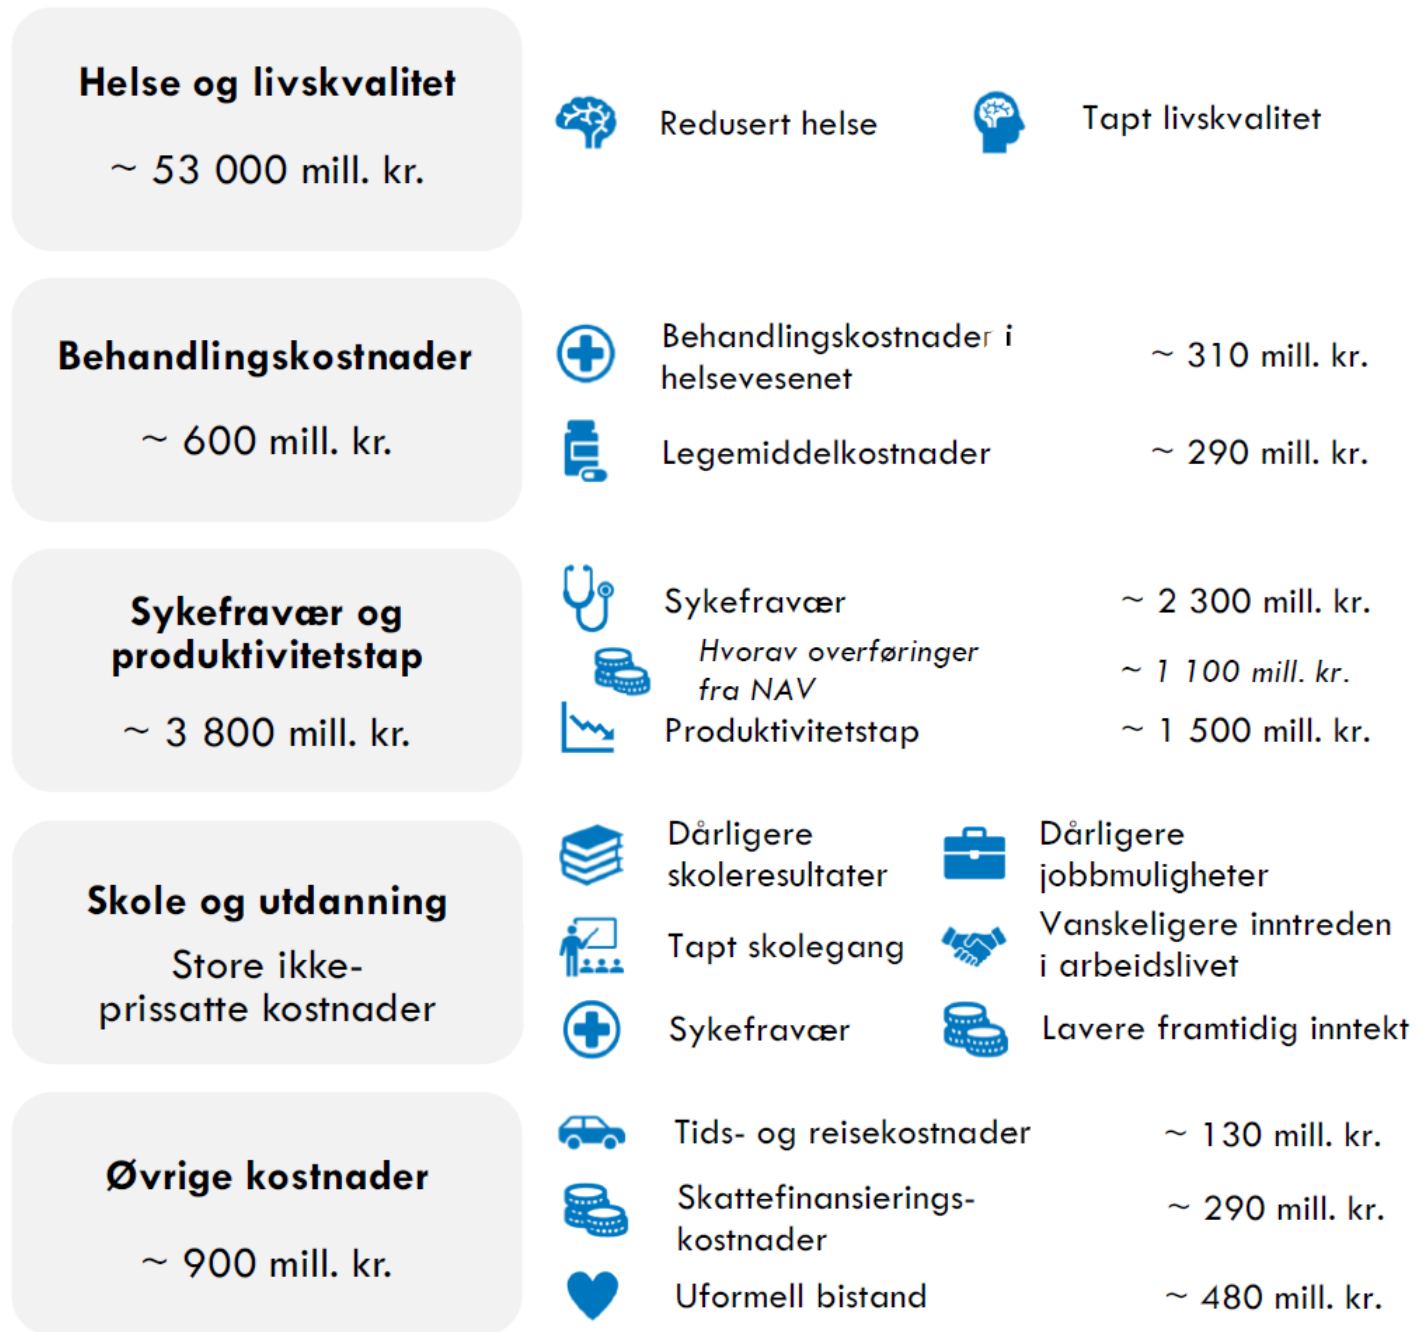 Helse og livskvalitet
~ 53 000 mill. kr.
Redusert helse
Tapt livskvalitet
Behandlingskostnader
~ 600 mill. kr.
Behandlingskostnader i
helsevesenet
~ 310 mill. kr.
Legemiddelkostnader
~ 290 mill. kr.
Sykefravær og
produktivitetstap
~ 3 800 mill. kr.
Sykefravær
~ 2 300 mill. kr.
Hvorav overføringer
fra NAV
~ 1 100 mill. kr.
Produktivitetstap
~ 1 500 mill. kr.
Skole og utdanning
Store ikke-
prissatte kostnader
Dårligere
skoleresultater
Dårligere
jobbmuligheter
Tapt skolegang
Vanskeligere inntreden
i arbeidslivet
Sykefravær
Lavere framtidig inntekt
Øvrige kostnader
~ 900 mill. kr.
Tids- og reisekostnader
~ 130 mill. kr.
Skattefinansierings-
kostnader
~ 290 mill. kr.
Uformell bistand
~ 480 mill. kr.